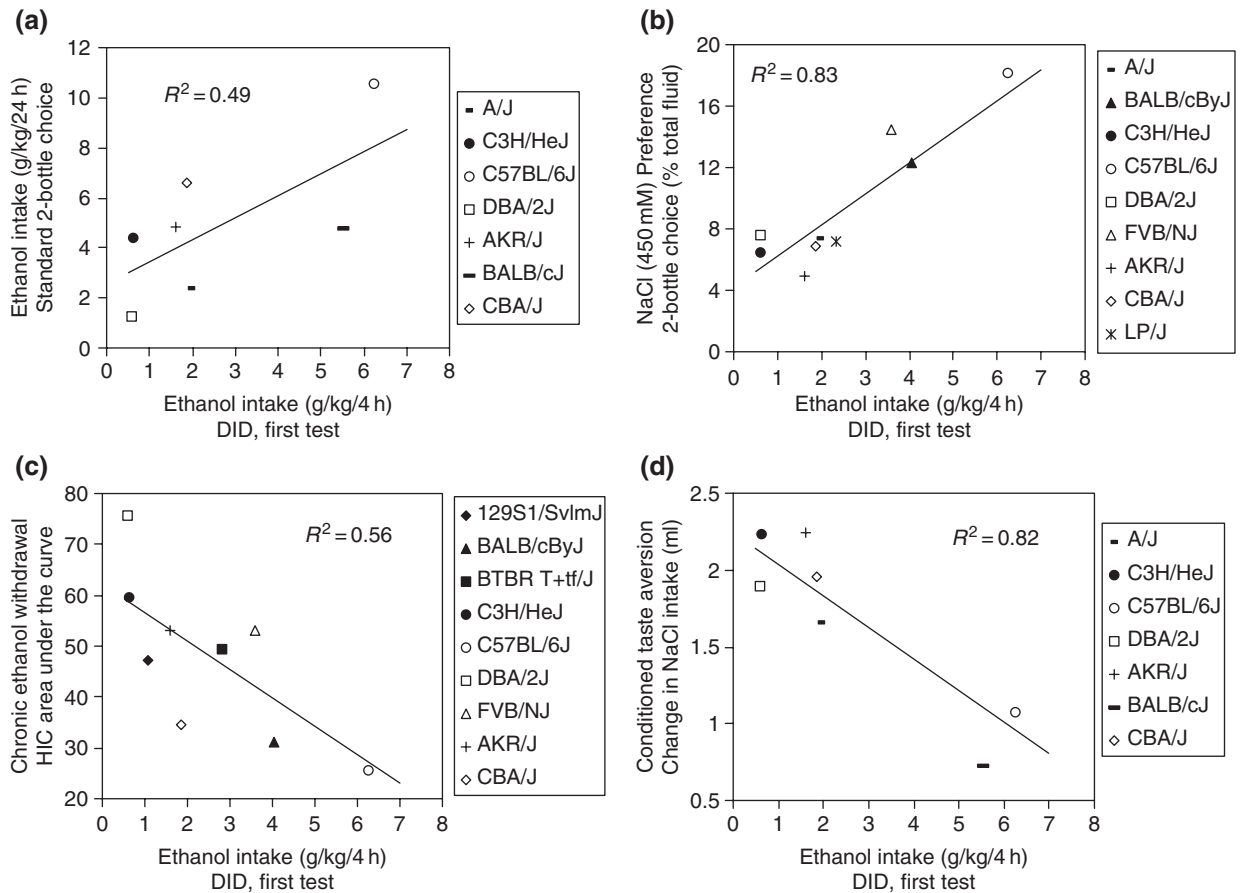 (a)
Ethanol intake (g/kg/24 h)
Standard 2-bottle choice
12
10
8
6
4
2
0
R² = 0.49
0 1 2 3 4 5 6 7 8
Ethanol intake (g/kg/4 h)
DID, first test
A/J
C3H/HeJ
C57BL/6J
DBA/2J
AKR/J
BALB/cJ
CBA/J
(b)
NaCl (450 mM) Preference
2-bottle choice (% total fluid)
20
16
12
8
4
0
R² = 0.83
0 1 2 3 4 5 6 7 8
Ethanol intake (g/kg/4 h)
DID, first test
A/J
BALB/cByJ
C3H/HeJ
C57BL/6J
DBA/2J
FVB/NJ
AKR/J
CBA/J
LP/J
(c)
Chronic ethanol withdrawal
HIC area under the curve
80
70
60
50
40
30
20
R² = 0.56
0 1 2 3 4 5 6 7 8
Ethanol intake (g/kg/4 h)
DID, first test
129S1/SvlmJ
BALB/cByJ
BTBR T+tf/J
C3H/HeJ
C57BL/6J
DBA/2J
FVB/NJ
AKR/J
CBA/J
(d)
Conditioned taste aversion
Change in NaCl intake (ml)
2.5
2
1.5
1
0.5
R² = 0.82
0 1 2 3 4 5 6 7 8
Ethanol intake (g/kg/4 h)
DID, first test
A/J
C3H/HeJ
C57BL/6J
DBA/2J
AKR/J
BALB/cJ
CBA/J